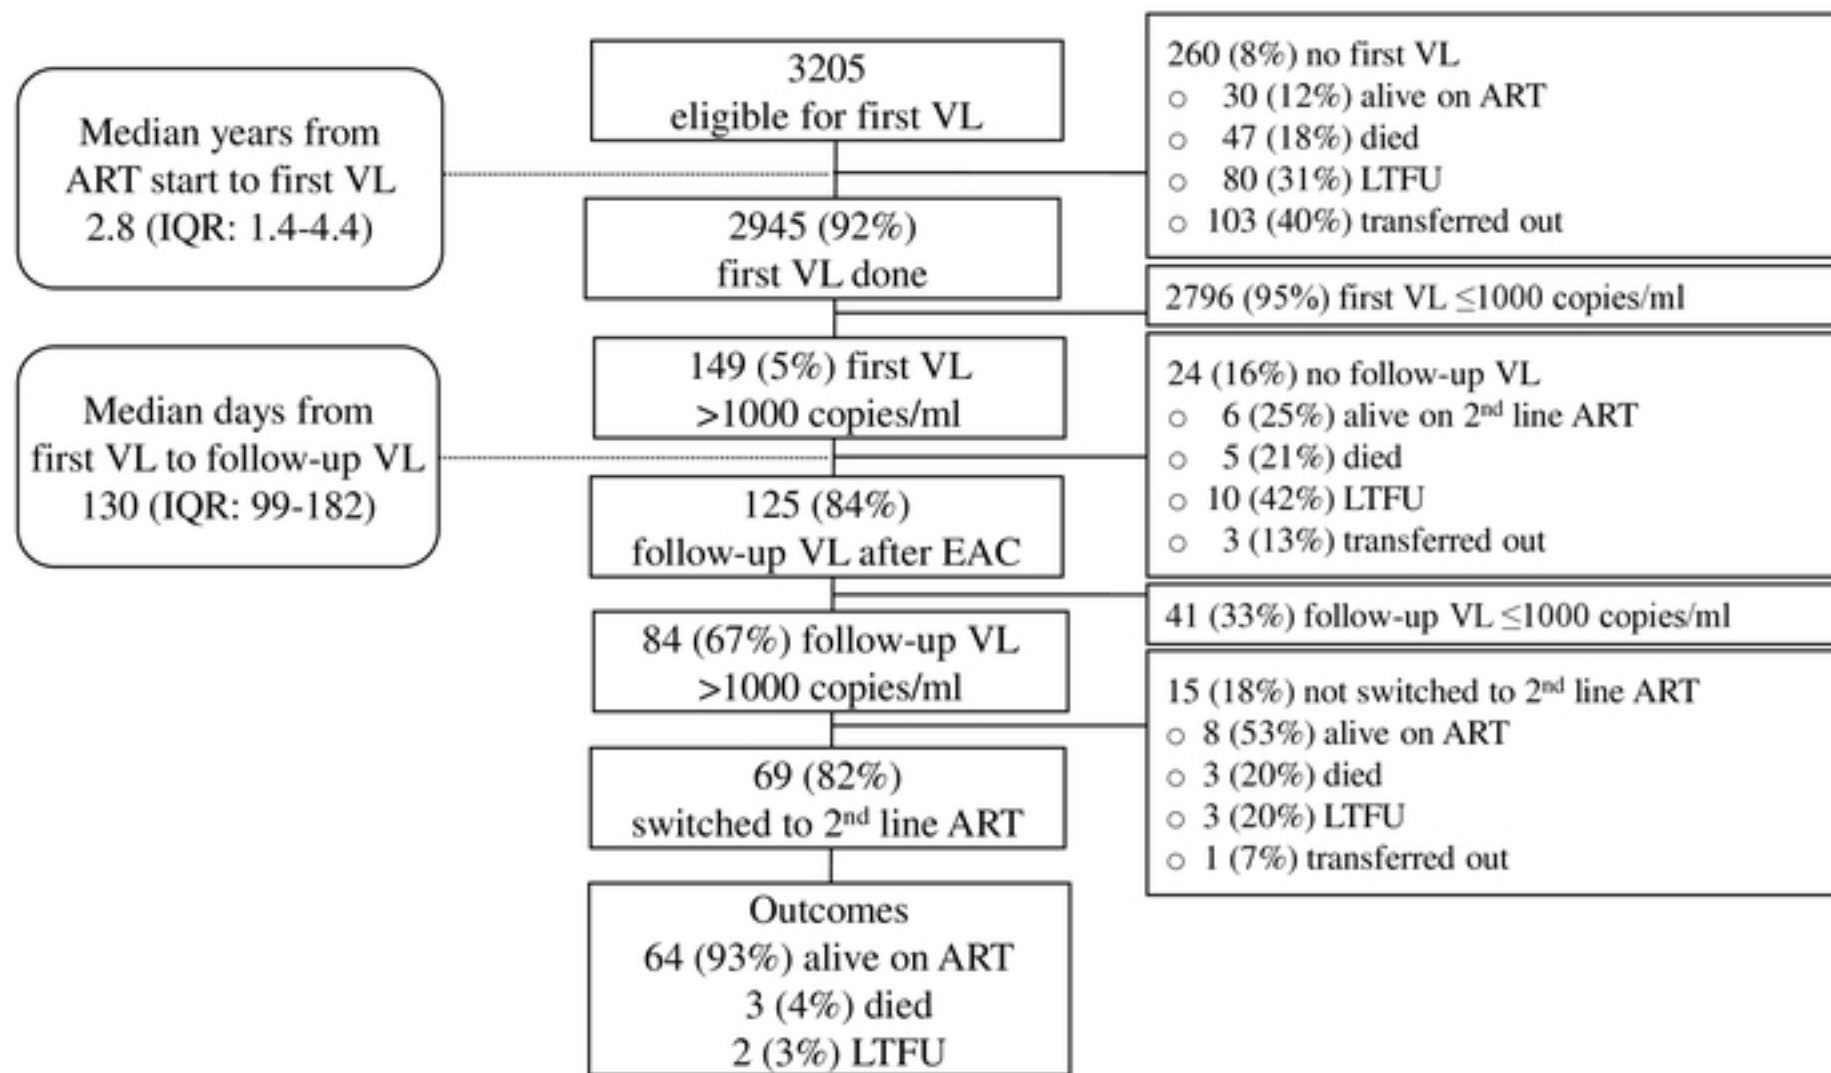 3205
eligible for first VL
Median years from
ART start to first VL
2.8 (IQR: 1.4-4.4)
260 (8%) no first VL
○ 30 (12%) alive on ART
○ 47 (18%) died
○ 80 (31%) LTFU
○ 103 (40%) transferred out
2945 (92%)
first VL done
2796 (95%) first VL ≤1000 copies/ml
149 (5%) first VL
>1000 copies/ml
Median days from
first VL to follow-up VL
130 (IQR: 99-182)
24 (16%) no follow-up VL
○ 6 (25%) alive on 2nd line ART
○ 5 (21%) died
○ 10 (42%) LTFU
○ 3 (13%) transferred out
125 (84%)
follow-up VL after EAC
41 (33%) follow-up VL ≤1000 copies/ml
84 (67%) follow-up VL
>1000 copies/ml
15 (18%) not switched to 2nd line ART
○ 8 (53%) alive on ART
○ 3 (20%) died
○ 3 (20%) LTFU
○ 1 (7%) transferred out
69 (82%)
switched to 2nd line ART
Outcomes
64 (93%) alive on ART
3 (4%) died
2 (3%) LTFU